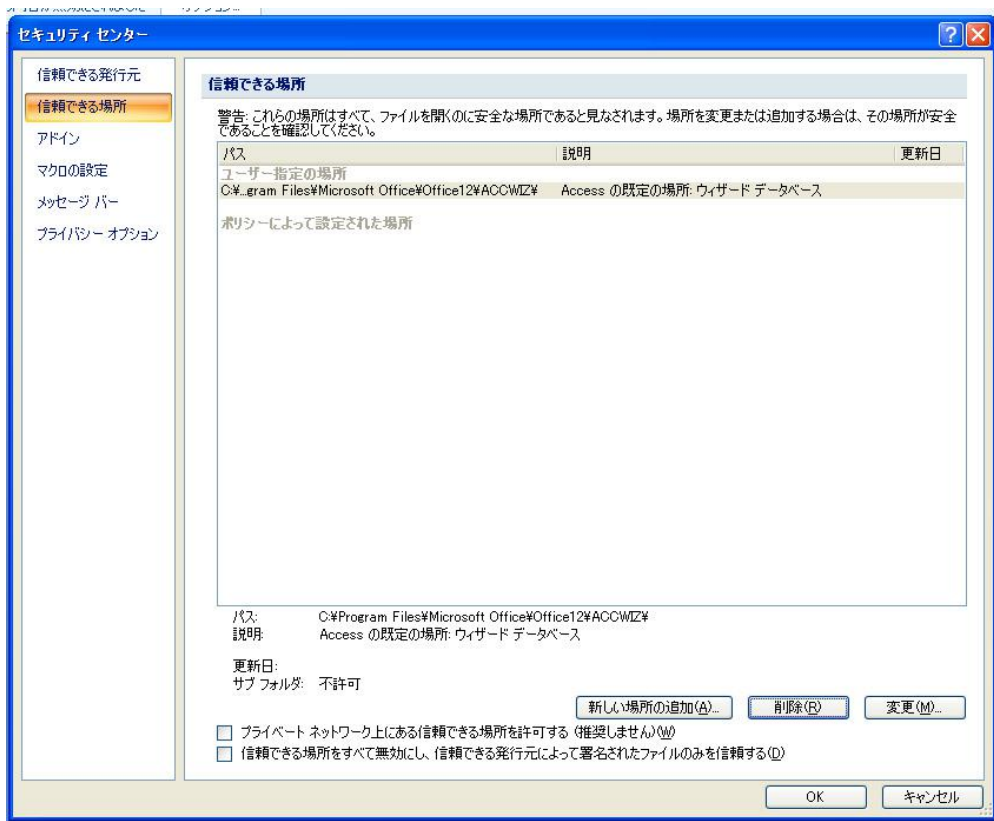 セキュリティ センター
信頼できる発行元
信頼できる場所
アドイン
マクロの設定
メッセージ バー
プライバシー オプション
信頼できる場所
警告: これらの場所はすべて、ファイルを開くのに安全な場所であると見なされます。場所を変更または追加する場合は、その場所が安全
であることを確認してください。
パス 説明 更新日
ユーザー指定の場所
C:¥...gram Files¥Microsoft Office¥Office12¥ACCWIZ¥ Access の既定の場所: ウィザード データベース
ポリシーによって設定された場所
パス: C:¥Program Files¥Microsoft Office¥Office12¥ACCWIZ¥
説明: Access の既定の場所: ウィザード データベース
更新日:
サブ フォルダ: 不許可
新しい場所の追加(A)... 削除(R) 変更(M)...
プライベート ネットワーク上にある信頼できる場所を許可する (推奨しません)(W)
信頼できる場所をすべて無効にし、信頼できる発行元によって署名されたファイルのみを信頼する(D)
OK キャンセル